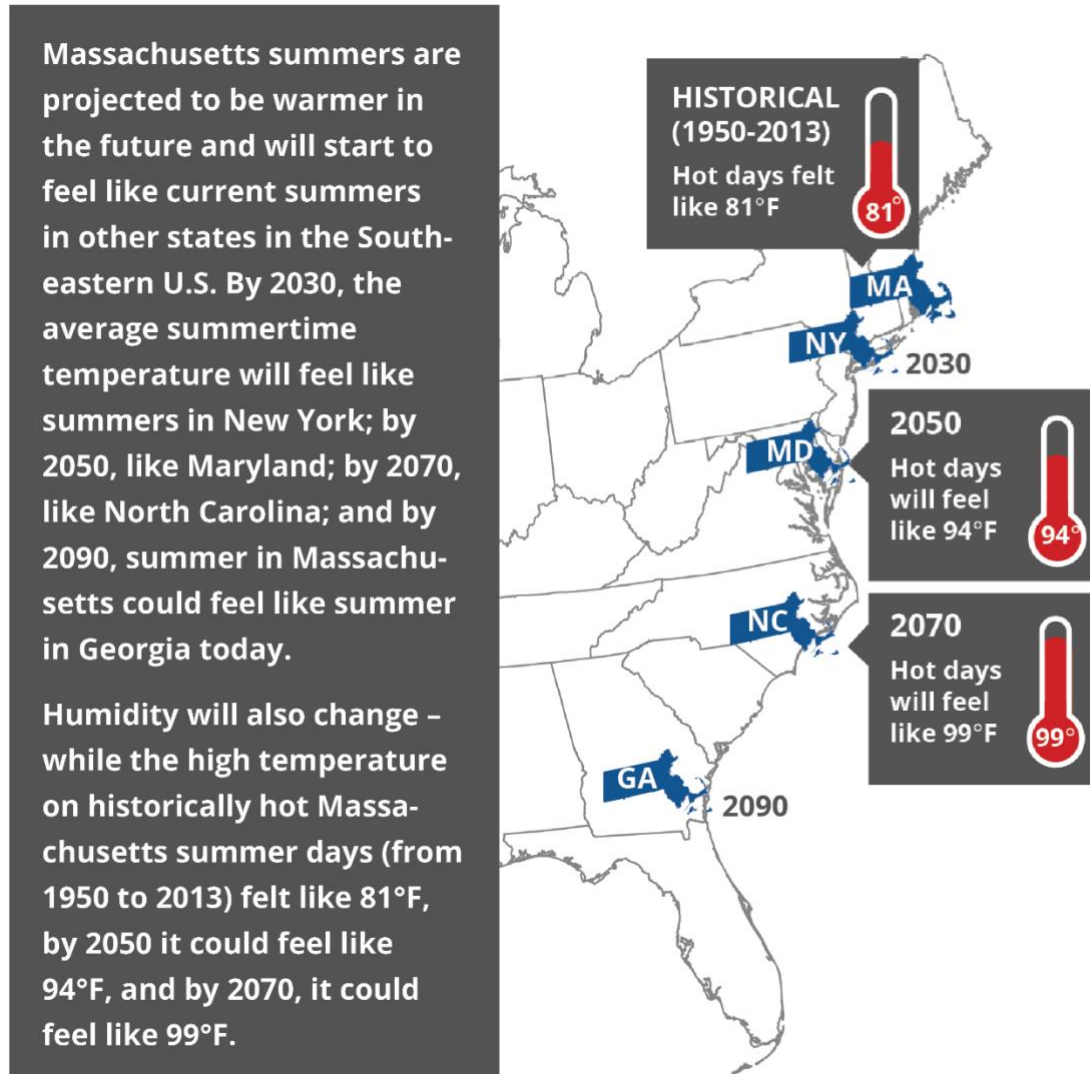 Massachusetts summers are
projected to be warmer in
the future and will start to
feel like current summers
in other states in the South-
eastern U.S. By 2030, the
average summertime
temperature will feel like
summers in New York; by
2050, like Maryland; by 2070,
like North Carolina; and by
2090, summer in Massachu-
setts could feel like summer
in Georgia today.
Humidity will also change –
while the high temperature
on historically hot Massa-
chusetts summer days (from
1950 to 2013) felt like 81°F,
by 2050 it could feel like
94°F, and by 2070, it could
feel like 99°F.
HISTORICAL
(1950-2013)
Hot days felt
like 81°F
81°
MA
NY
2030
MD
2050
Hot days
will feel
like 94°F
94°
NC
2070
Hot days
will feel
like 99°F
99°
GA
2090